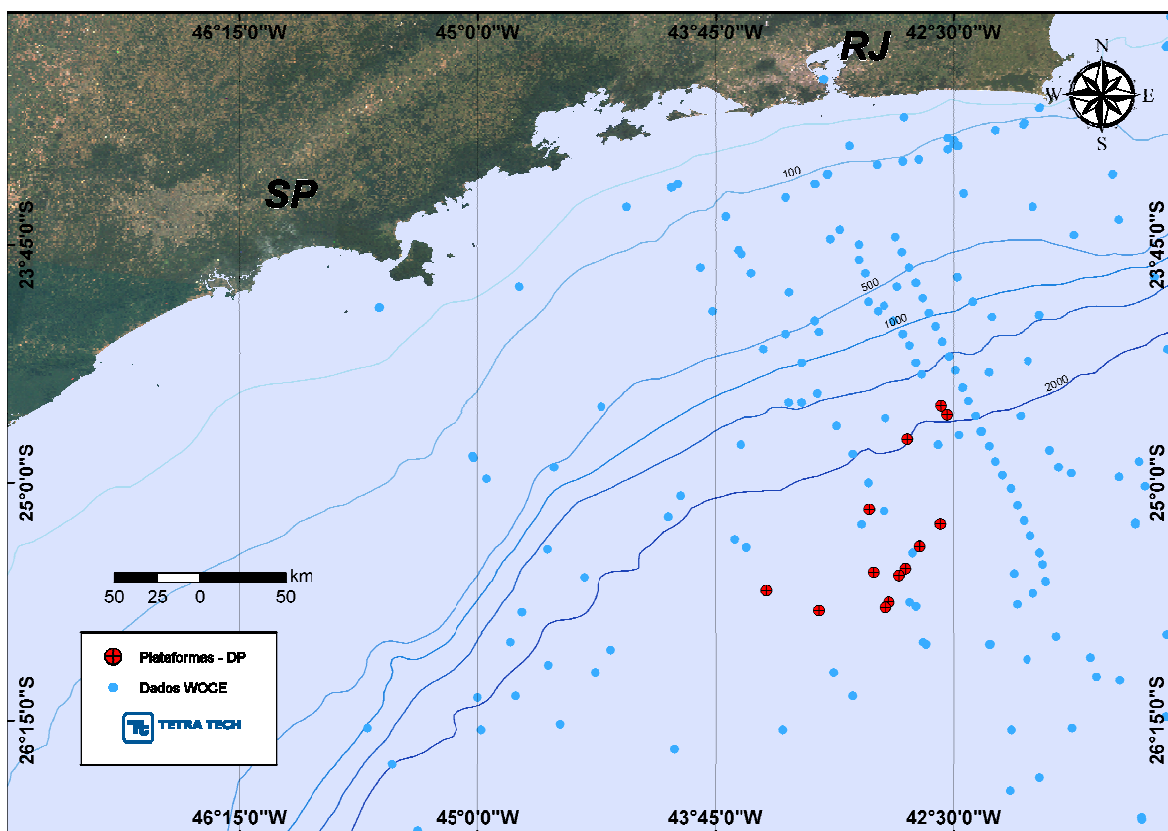 46°15'0"W 45°0'0"W 43°45'0"W 42°30'0"W
RJ
N
W E
S
SP
100
23°45'0"S 23°45'0"S
500
1000
2000
25°0'0"S 25°0'0"S
km
50 25 0 50
Plataformas - DP
Dados WOCE
Tt TETRA TECH
26°15'0"S 26°15'0"S
46°15'0"W 45°0'0"W 43°45'0"W 42°30'0"W